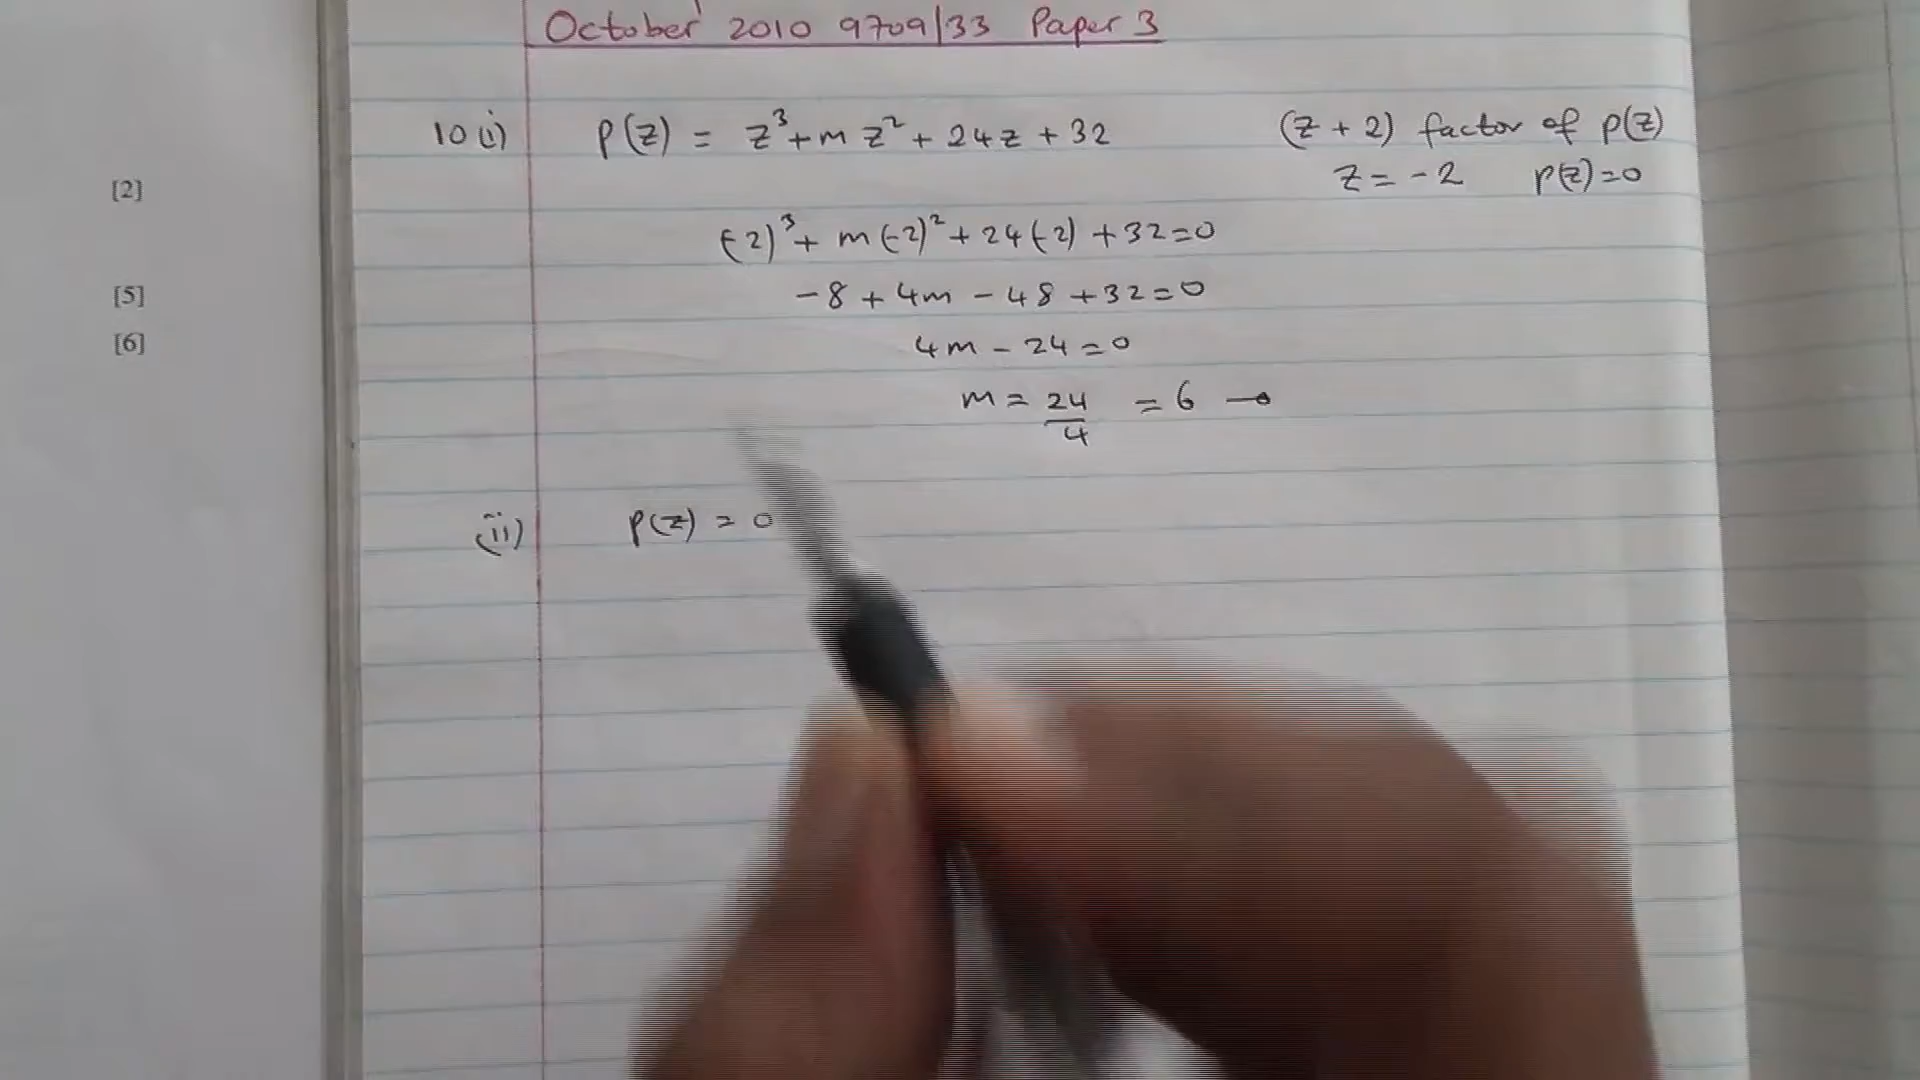 October 2010 9709/33 Paper 3
10(i) P(z) = z³ + m z² + 24z + 32 (z + 2) factor of p(z)
[2] z = -2 p(z)=0
(-2)³ + m(-2)² + 24(-2) + 32 = 0
[5] -8 + 4m - 48 + 32 = 0
[6] 4m - 24 = 0
m = 24/4 = 6
(ii) p(z) = 0